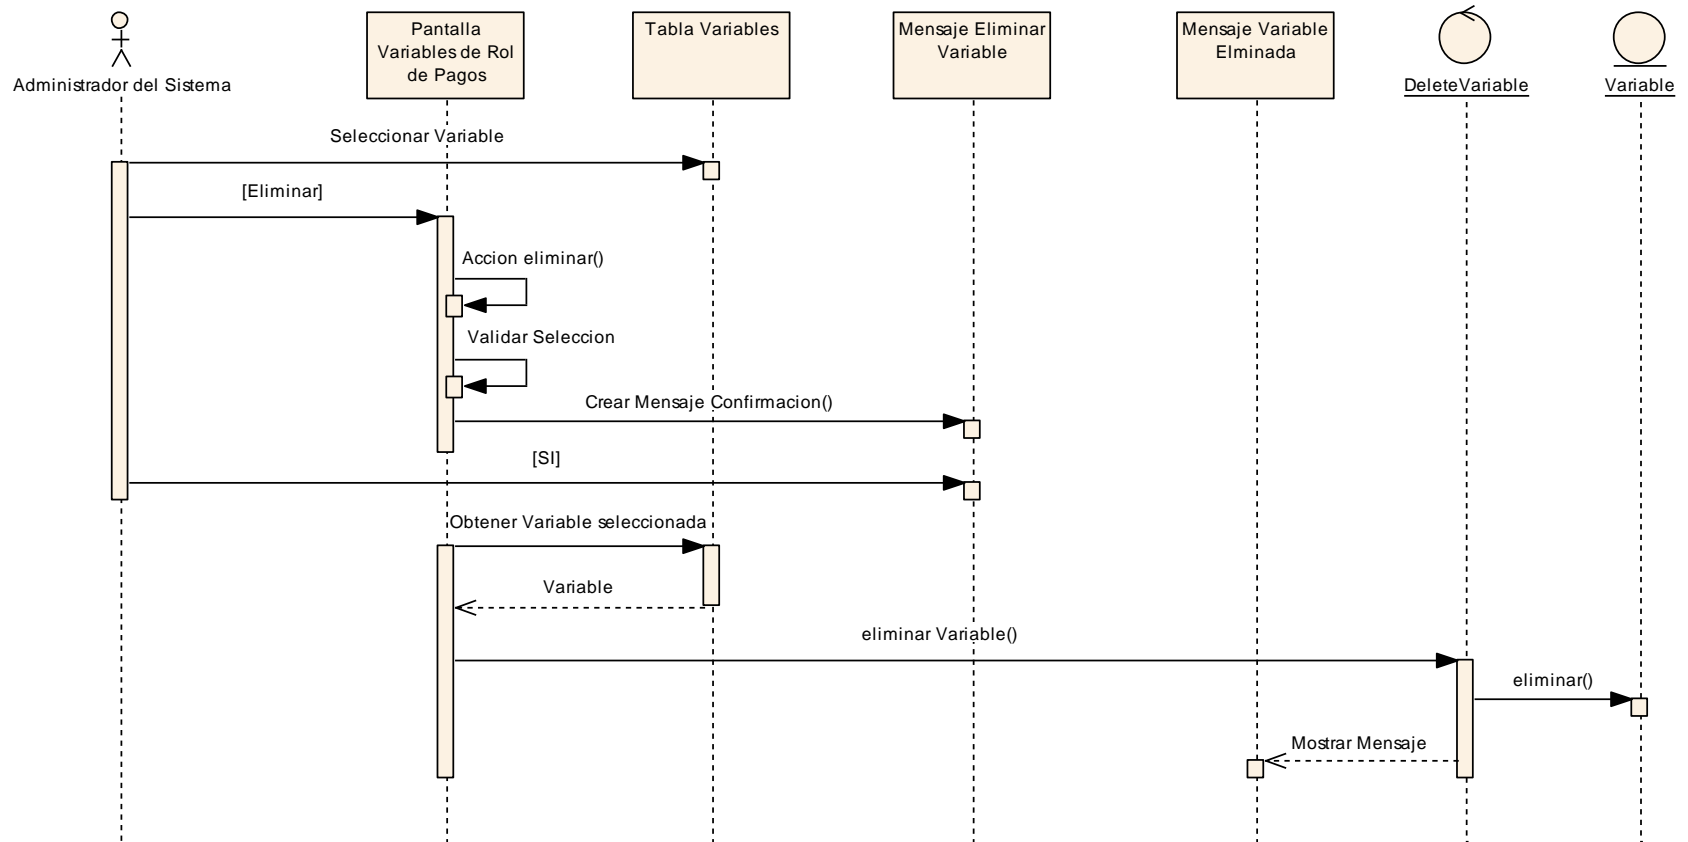 Administrador del Sistema
Pantalla
Variables de Rol
de Pagos
Tabla Variables
Mensaje Eliminar
Variable
Mensaje Variable
Elminada
DeleteVariable
Variable
Seleccionar Variable
[Eliminar]
Accion eliminar()
Validar Seleccion
Crear Mensaje Confirmacion()
[SI]
Obtener Variable seleccionada
Variable
eliminar Variable()
eliminar()
Mostrar Mensaje